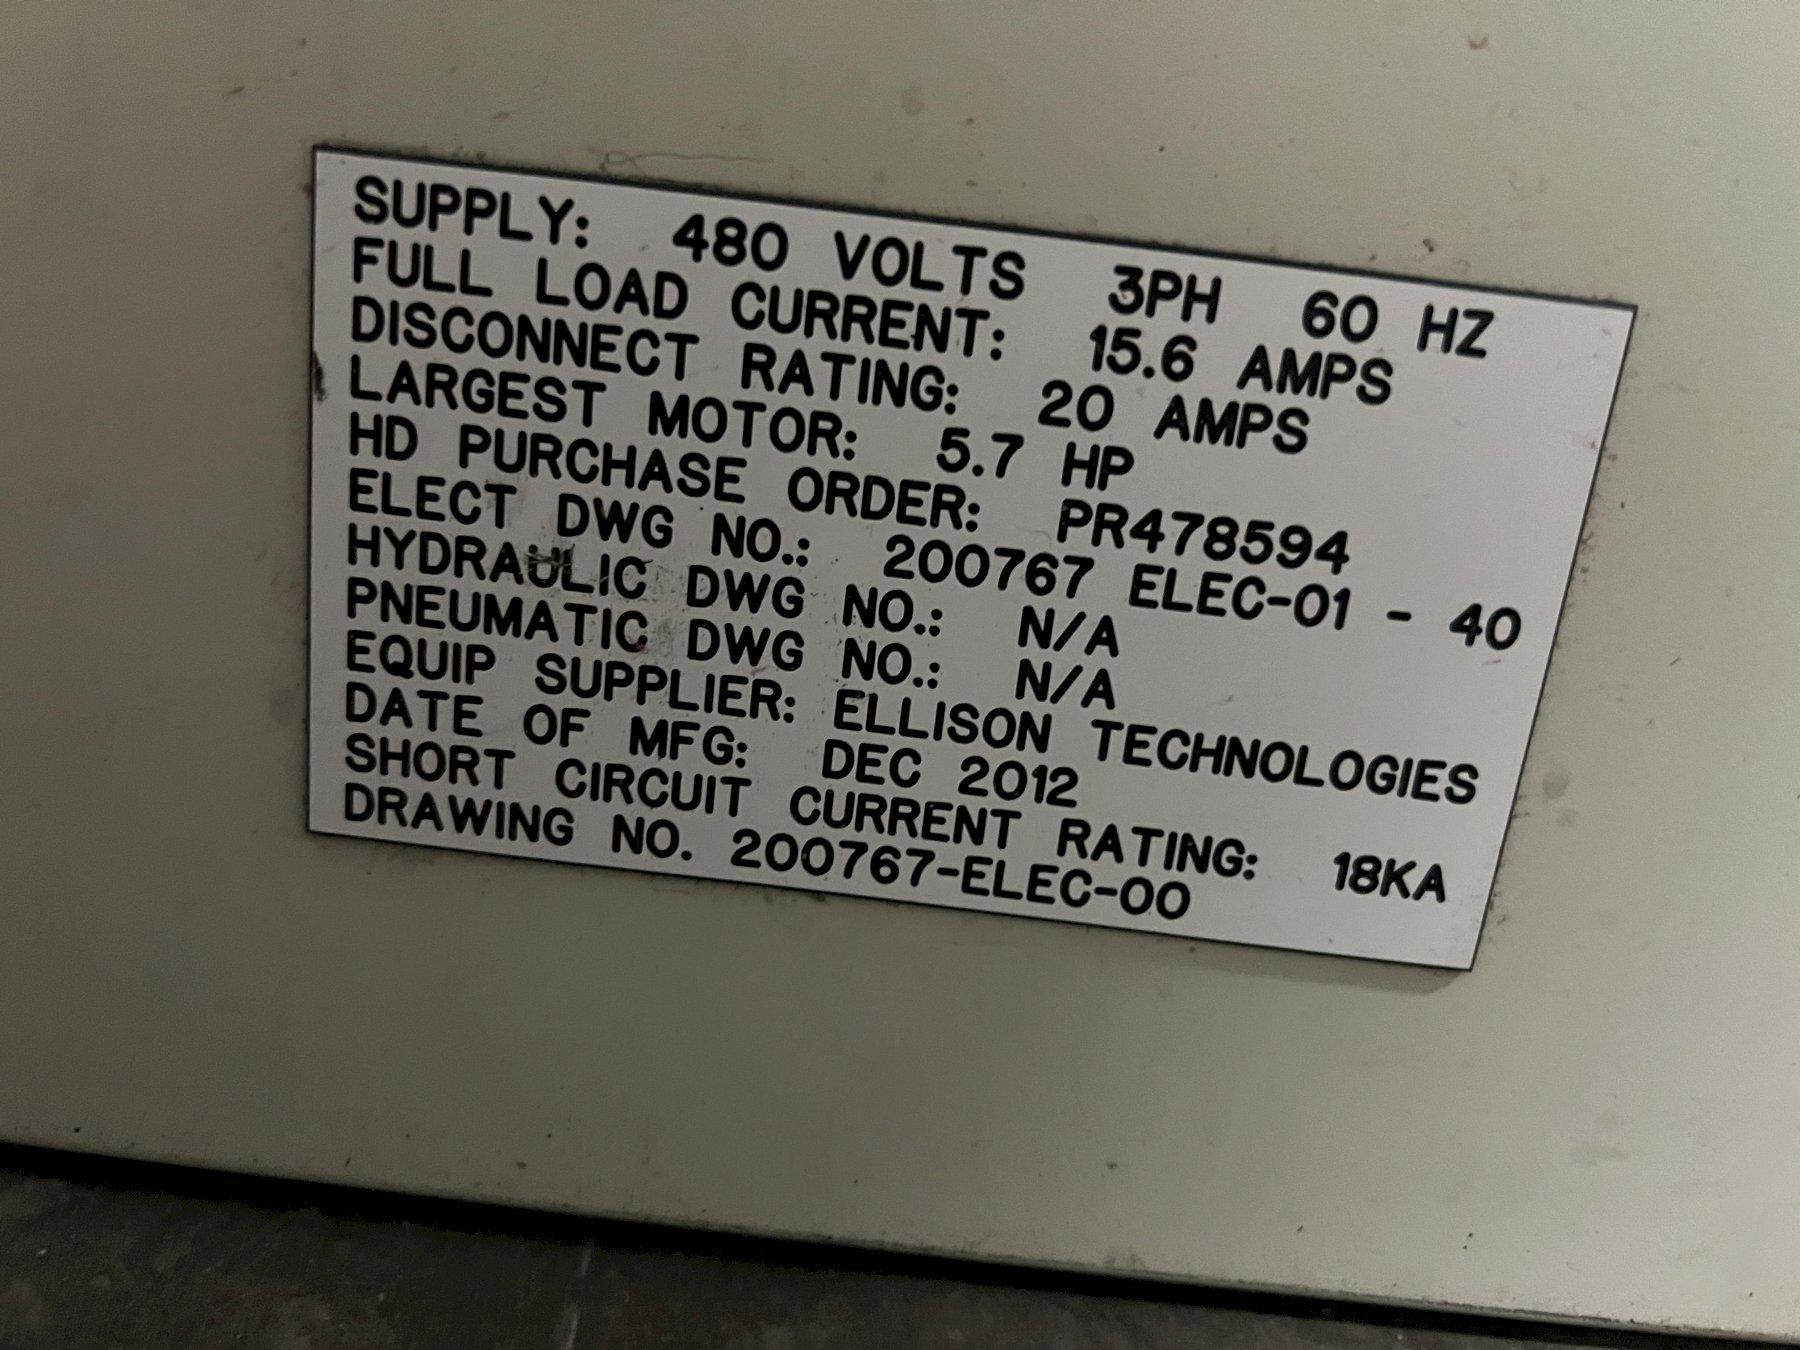 SUPPLY: 480 VOLTS 3PH 60 HZ
FULL LOAD CURRENT: 15.6 AMPS
DISCONNECT RATING: 20 AMPS
LARGEST MOTOR: 5.7 HP
HD PURCHASE ORDER: PR478594
ELECT DWG NO.: 200767 ELEC-01 - 40
HYDRAULIC DWG NO.: N/A
PNEUMATIC DWG NO.: N/A
EQUIP SUPPLIER: ELLISON TECHNOLOGIES
DATE OF MFG: DEC 2012
SHORT CIRCUIT CURRENT RATING: 18KA
DRAWING NO. 200767-ELEC-00